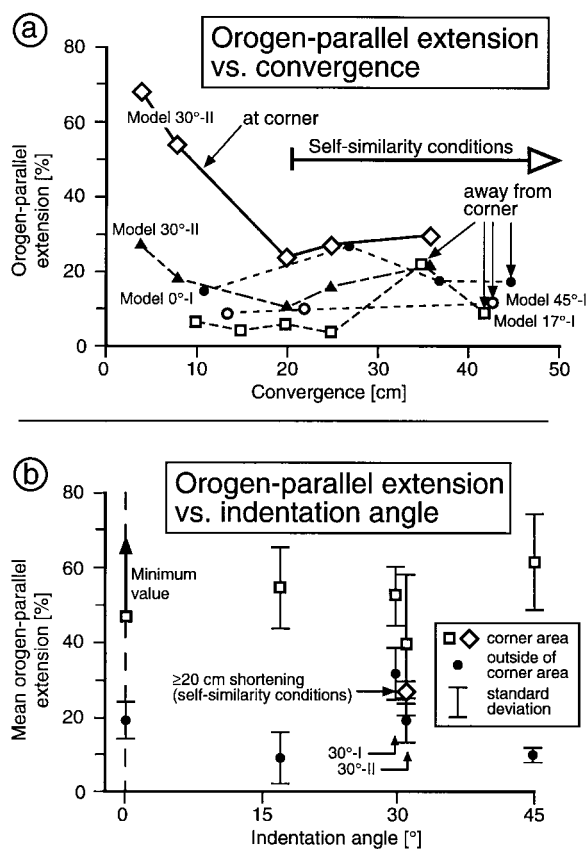 a
Orogen-parallel extension
vs. convergence
Orogen-parallel
extension [%]
80
60
40
20
0
Model 30°-II
at corner
Self-similarity conditions
away from
corner
Model 30°-II
Model 0°-I
Model 45°-I
Model 17°-I
0
10
20
30
40
50
Convergence [cm]
b
Orogen-parallel extension
vs. indentation angle
Mean orogen-parallel
extension [%]
80
60
40
20
0
Minimum
value
≥20 cm shortening
(self-similarity conditions)
30°-I
30°-II
corner area
outside of
corner area
standard
deviation
0
15
30
45
Indentation angle [°]